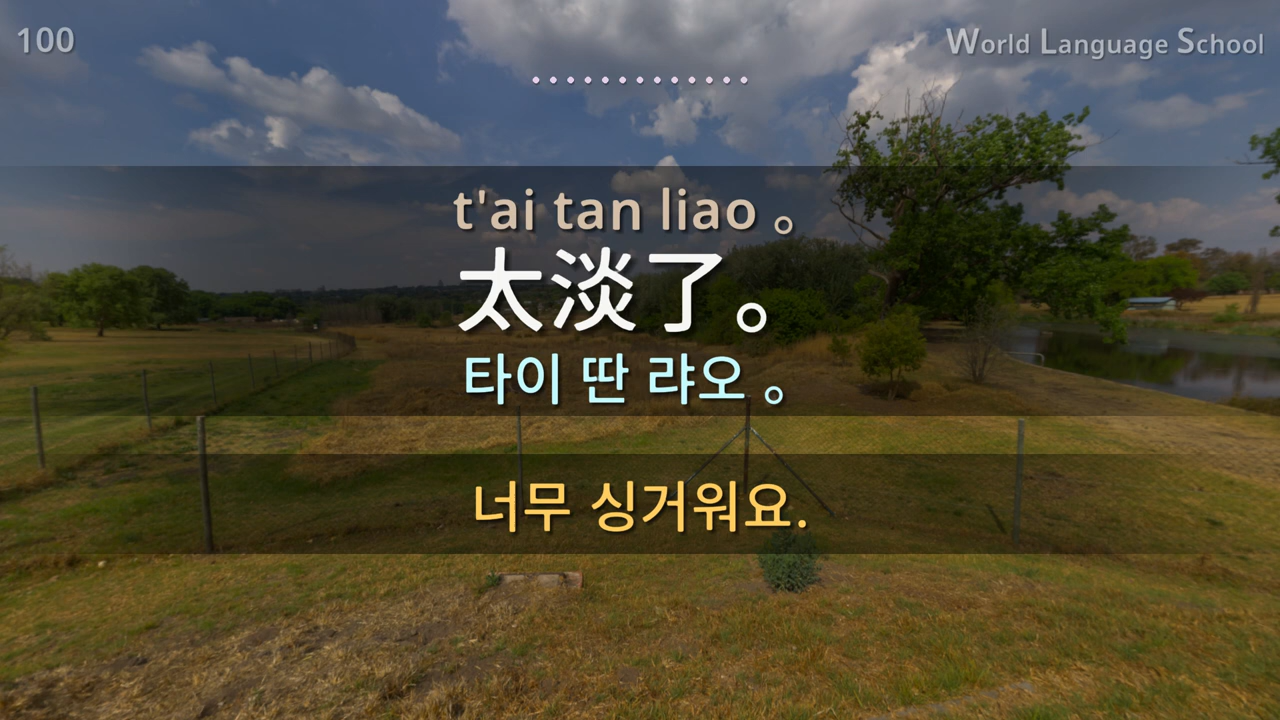 100
World Language School
t'ai tan liao 。
太淡了。
타이 딴 랴오 。
너무 싱거워요.